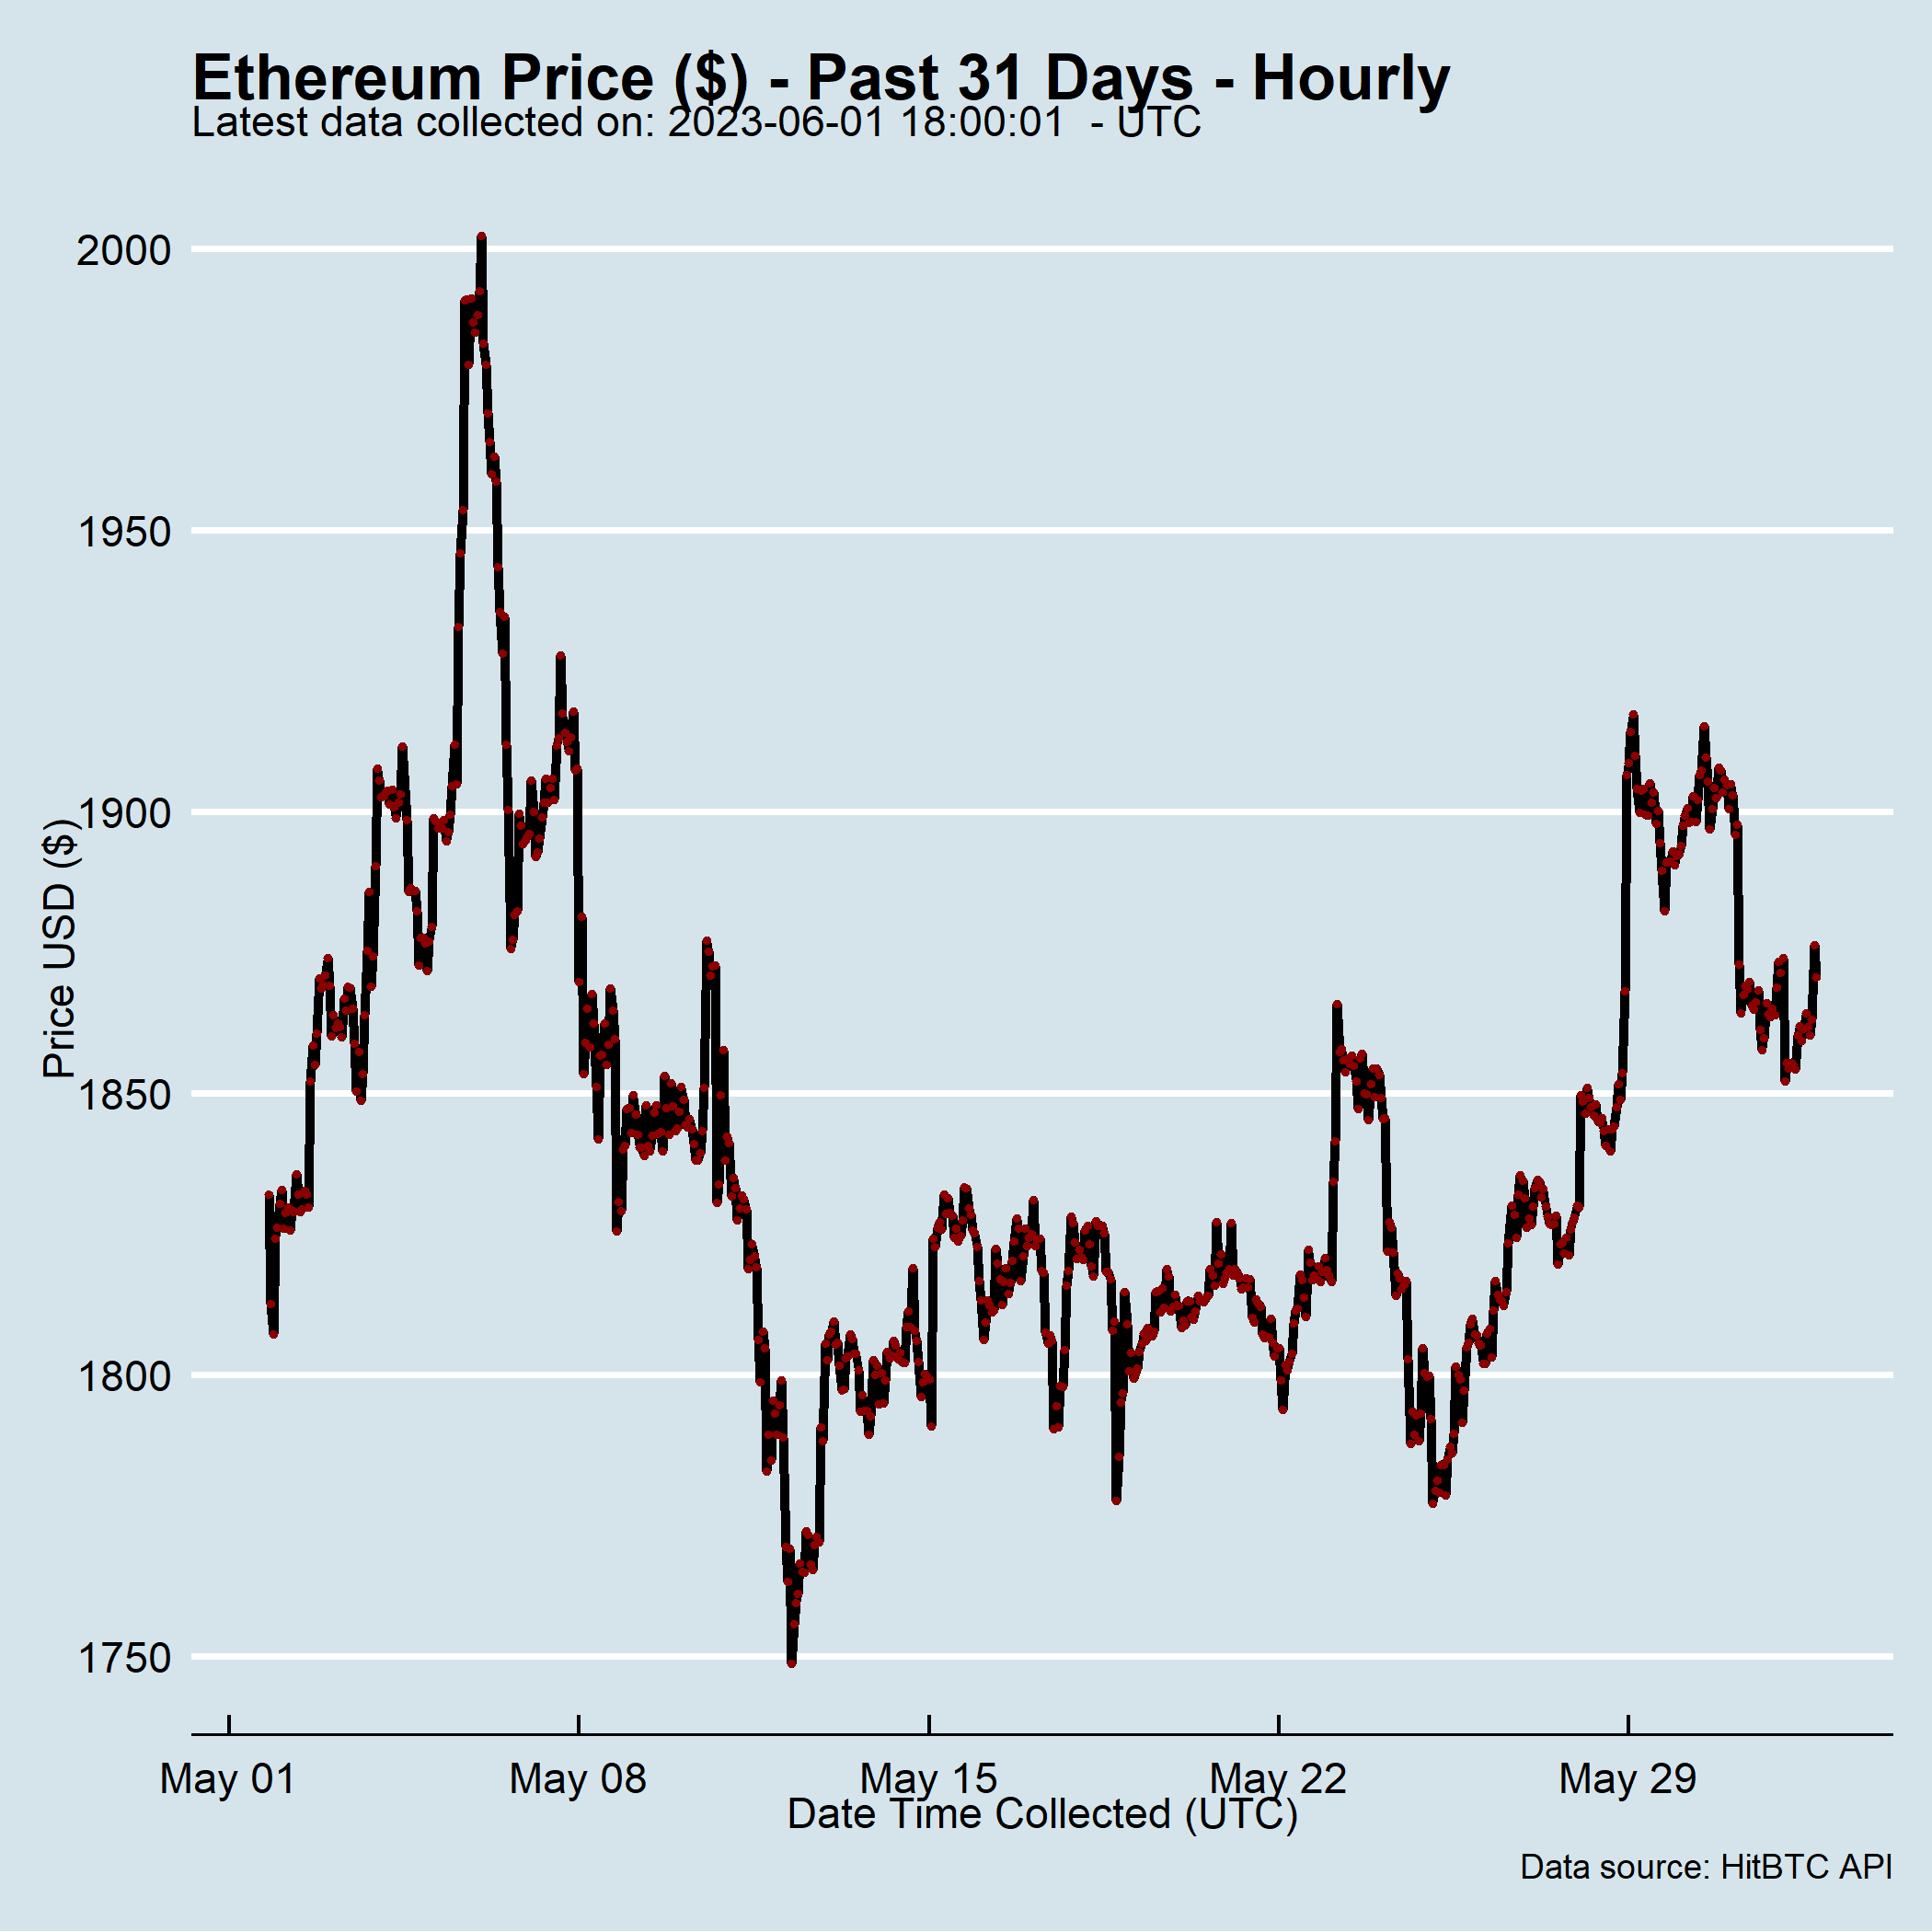 Ethereum Price ($) - Past 31 Days - Hourly
Latest data collected on: 2023-06-01 18:00:01  - UTC
2000
1950
1900
1850
1800
1750
Price USD ($)
May 01
May 08
May 15
May 22
May 29
Date Time Collected (UTC)
Data source: HitBTC API